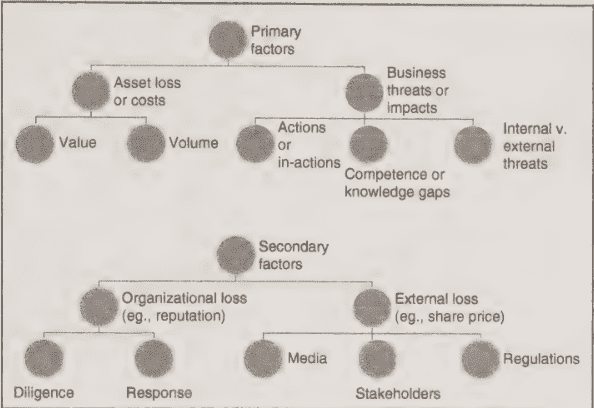 Primary
factors
Asset loss
or costs
Business
threats or
impacts
Value
Volume
Actions
or
in-actions
Competence or
knowledge gaps
Internal v.
external
threats
Secondary
factors
Organizational loss
(eg., reputation)
External loss
(eg., share price)
Diligence
Response
Media
Stakeholders
Regulations